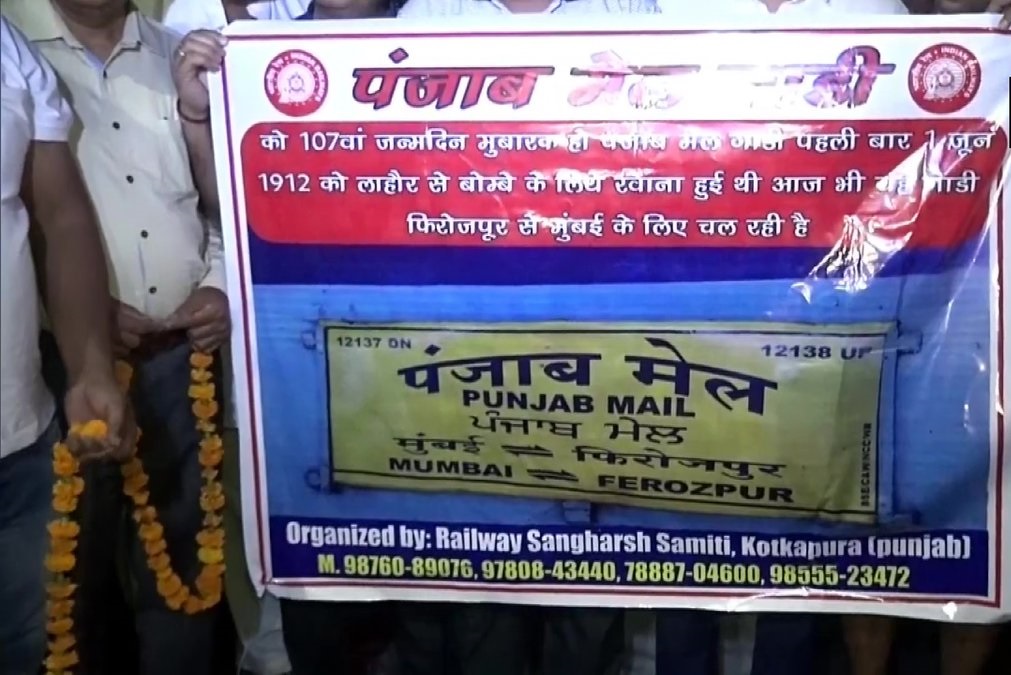 पंजाब मेल गाडी
को 107वां जन्मदिन मुबारक हो पंजाब मेल गाडी पहली बार 1 जून
1912 को लाहौर से बोम्बे के लिये रवाना हुई थी आज भी यह गाडी
फिरोजपूर से मुंबई के लिए चल रही है
12137 DN
12138 UP
पंजाब मेल
PUNJAB MAIL
ਪੰਜਾਬ ਮੇਲ
मुंबई ⇌ फिरोजपुर
MUMBAI ⇌ FEROZPUR
Organized by: Railway Sangharsh Samiti, Kotkapura (punjab)
M. 98760-89076, 97808-43440, 78887-04600, 98555-23472